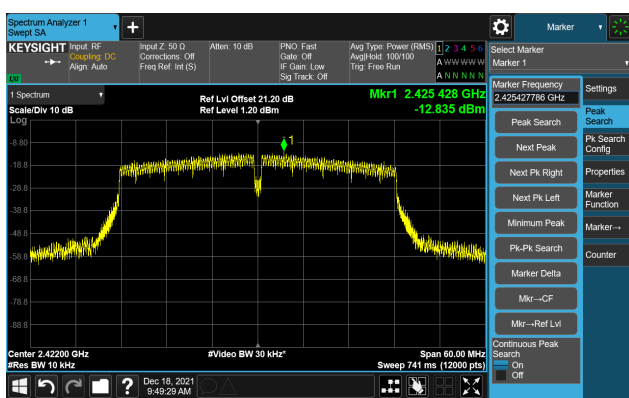 Spectrum Analyzer 1
Swept SA
Marker
KEYSIGHT
Input: RF
Coupling: DC
Align: Auto
Input Z: 50 Ω
Corrections: Off
Freq Ref: Int (S)
Atten: 10 dB
PNO: Fast
Gate: Off
IF Gain: Low
Sig Track: Off
Avg Type: Power (RMS)
Avg|Hold: 100/100
Trig: Free Run
1 2 3 4 5 6
A W W W W W
A N N N N N
Select Marker
Marker 1
LXI
1 Spectrum
Scale/Div 10 dB
Log
Ref Lvl Offset 21.20 dB
Ref Level 1.20 dBm
Mkr1 2.425 428 GHz
-12.835 dBm
1
-8.80
-18.8
-28.8
-38.8
-48.8
-58.8
-68.8
-78.8
-88.8
Center 2.42200 GHz
#Res BW 10 kHz
#Video BW 30 kHz*
Span 60.00 MHz
Sweep 741 ms (12000 pts)
Marker Frequency
2.425427786 GHz
Peak Search
Next Peak
Next Pk Right
Next Pk Left
Minimum Peak
Pk-Pk Search
Marker Delta
Mkr→CF
Mkr→Ref Lvl
Continuous Peak
Search
On
Off
Settings
Peak
Search
Pk Search
Config
Properties
Marker
Function
Marker→
Counter
?
Dec 18, 2021
9:49:29 AM